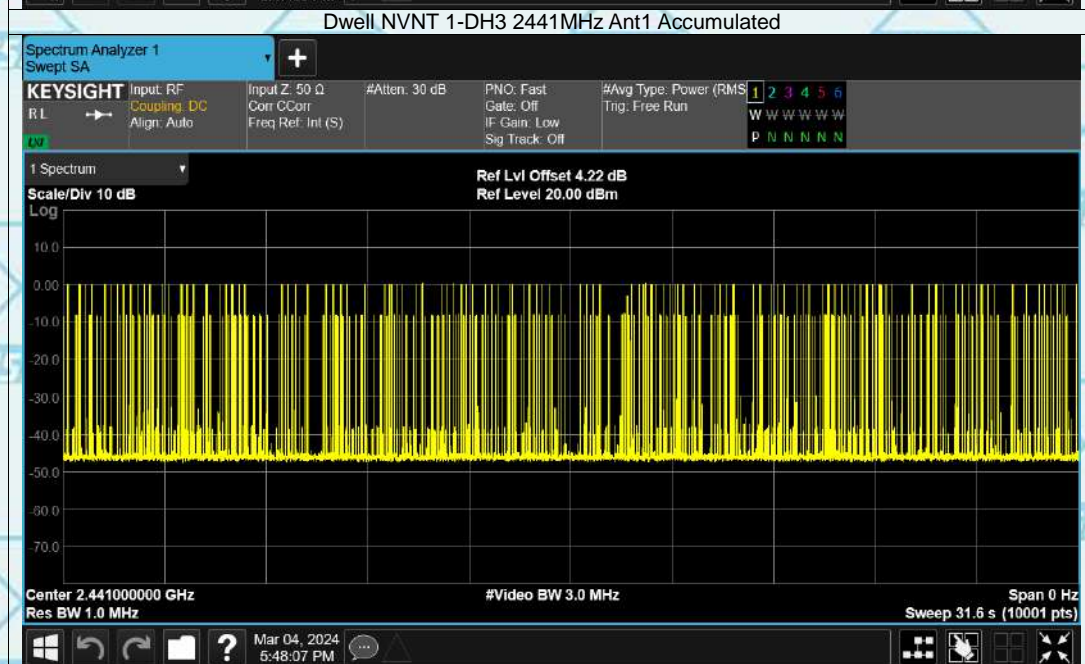 Dwell NVNT 1-DH3 2441MHz Ant1 Accumulated
Spectrum Analyzer 1
Swept SA
+
KEYSIGHT Input: RF Input Z: 50 Ω #Atten: 30 dB PNO: Fast #Avg Type: Power (RMS 1 2 3 4 5 6
R L Coupling: DC Corr CCorr Gate: Off Trig: Free Run W W W W W W
Align: Auto Freq Ref: Int (S) IF Gain: Low P N N N N N
LXI Sig Track: Off
1 Spectrum
Ref Lvl Offset 4.22 dB
Scale/Div 10 dB Ref Level 20.00 dBm
Log
10.0
0.00
-10.0
-20.0
-30.0
-40.0
-50.0
-60.0
-70.0
Center 2.441000000 GHz #Video BW 3.0 MHz Span 0 Hz
Res BW 1.0 MHz Sweep 31.6 s (10001 pts)
? Mar 04, 2024
5:48:07 PM